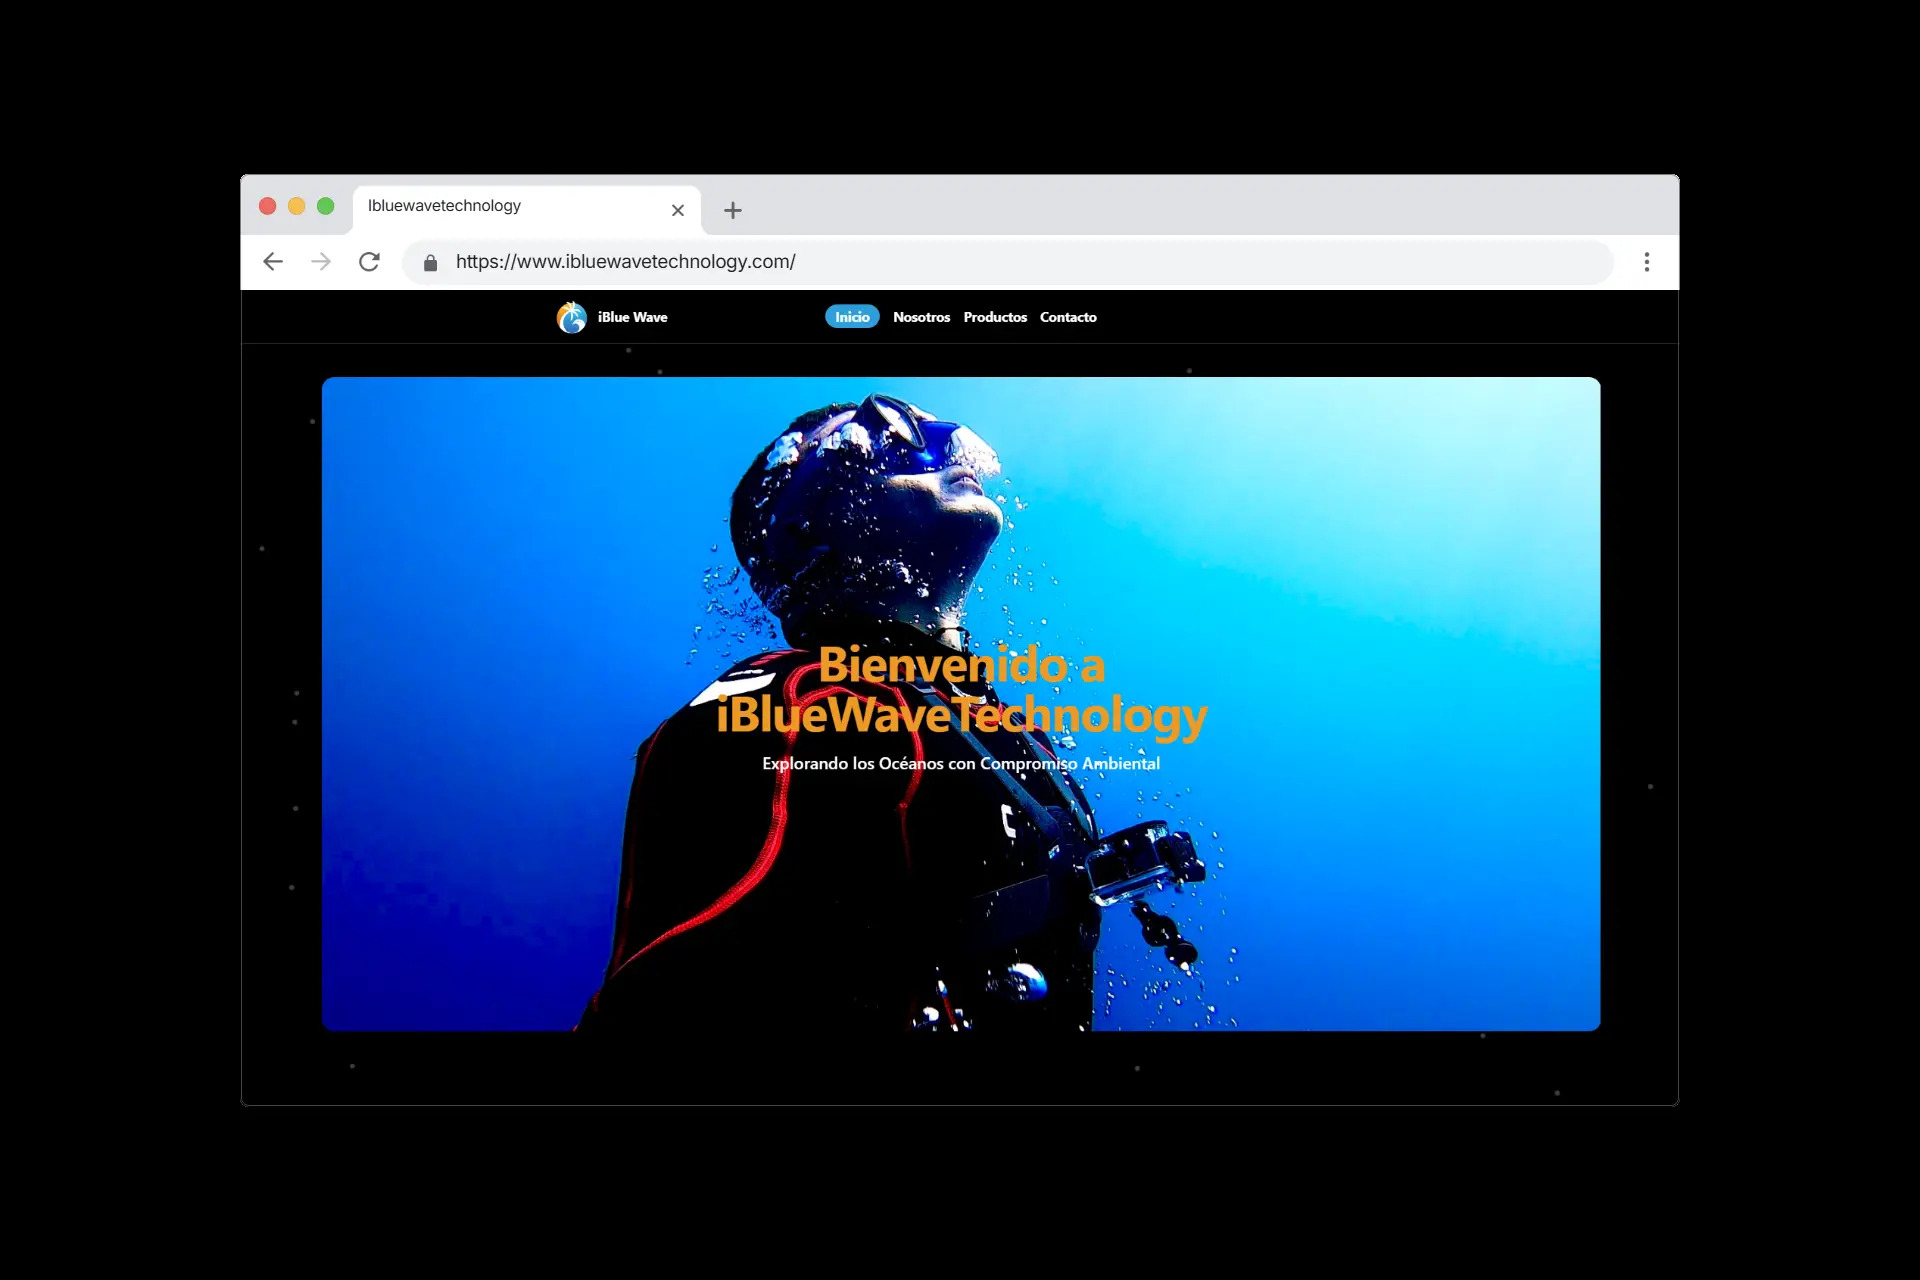 Ibluewavetechnology
https://www.ibluewavetechnology.com/
iBlue Wave
Inicio Nosotros Productos Contacto
Bienvenido a
iBlueWaveTechnology
Explorando los Océanos con Compromiso Ambiental